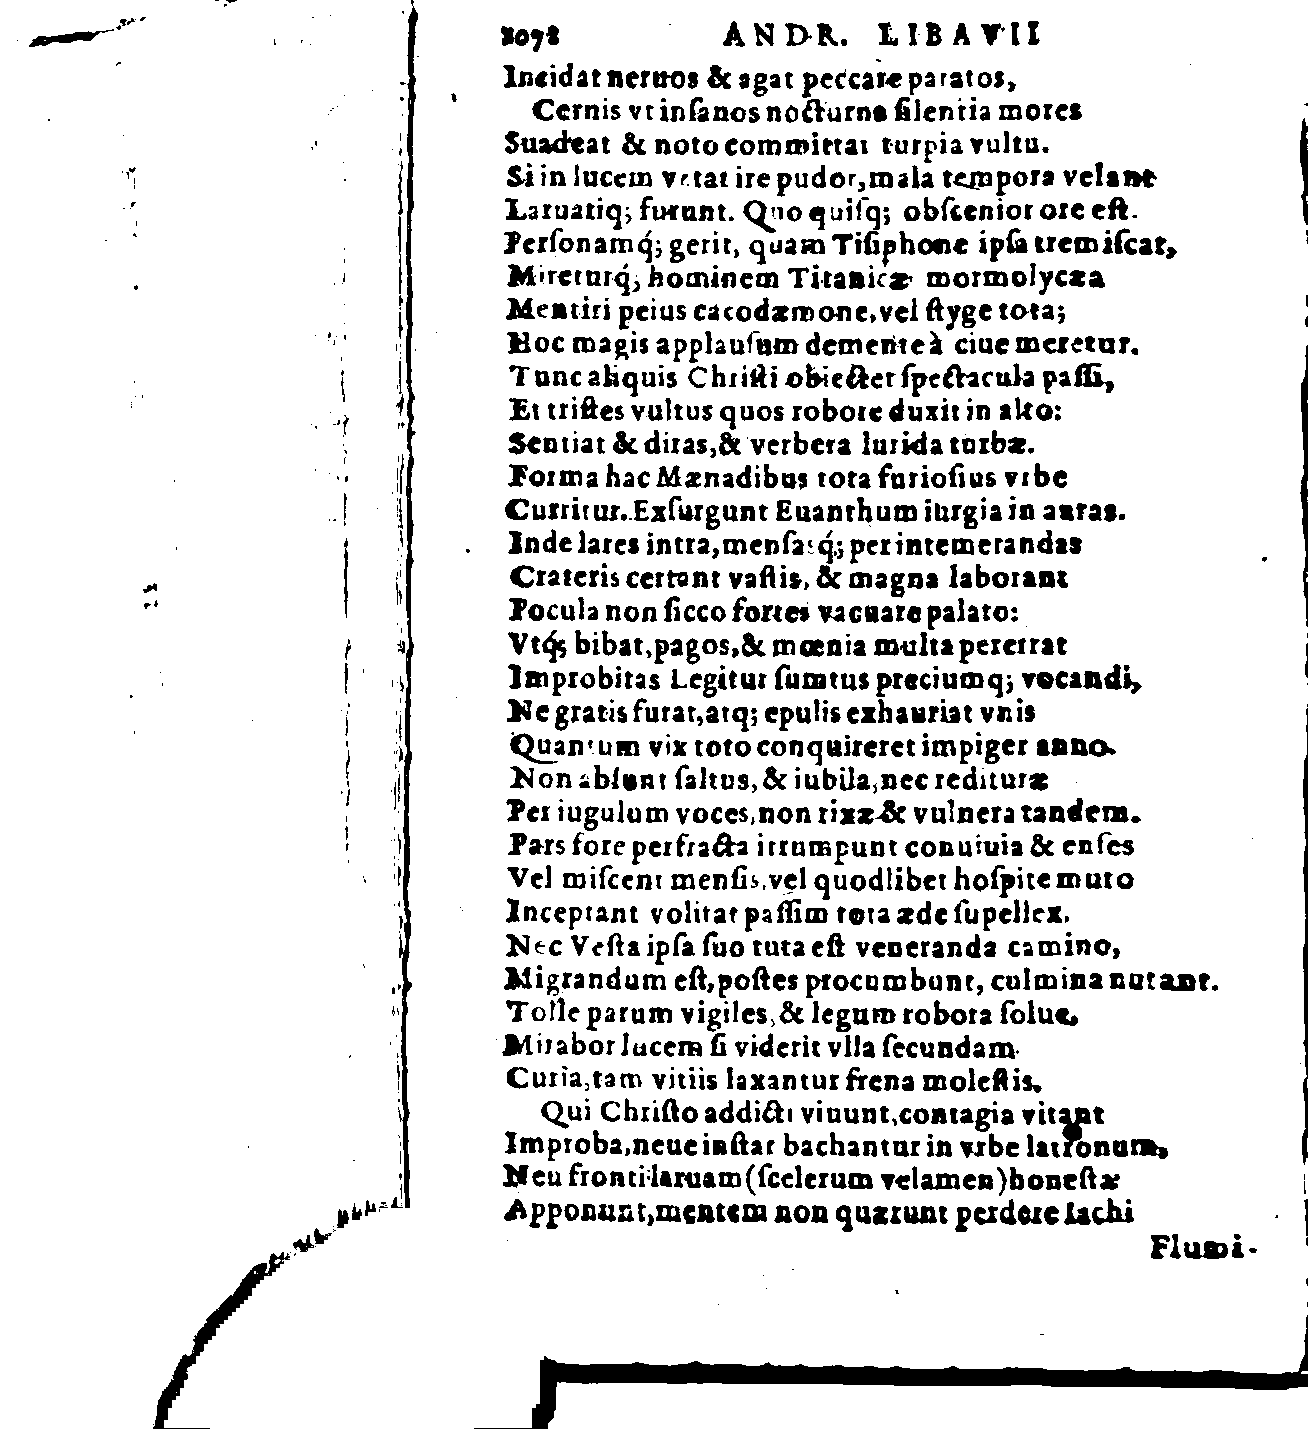 1072 ANDR. LIBAVII
Incidat neruos & agat peccare paratos,
Cernis vt inſanos nocturna ſilentia mores
Suadeat & noto committat turpia vultu.
Si in lucem vetat ire pudor, mala tempora velant
Laruatiq; furunt. Quo quiſq; obſcenior ore eſt.
Perſonamq́; gerit, quam Tiſiphone ipſa tremiſcat,
Mireturq́; hominem Titanicæ mormolycæa
Mentiri peius cacodæmone, vel ſtyge tota;
Hoc magis applauſum demente à ciue meretur.
Tunc aliquis Chriſti obiectet ſpectacula paſſi,
Et triſtes vultus quos robore duxit in alto:
Sentiat & diras, & verbera lurida turbæ.
Forma hac Mænadibus tota furioſius vrbe
Curritur. Exſurgunt Euanthum iurgia in auras.
Inde lares intra, menſasq́; per intemerandas
Crateris certant vaſtis, & magna laborant
Pocula non ſicco fortes vacuare palato:
Vtq́; bibat, pagos, & mœnia multa pererrat
Improbitas Legitur ſumtus preciumq; vocandi,
Ne gratis furat, atq; epulis exhauriat vnis
Quantum vix toto conquireret impiger anno.
Non abſunt ſaltus, & iubila, nec redituræ
Per iugulum voces, non rixæ & vulnera tandem.
Pars fore perfracta irrumpunt conuiuia & enſes
Vel miſcent menſis, vel quodlibet hoſpite muto
Inceptant volitat paſſim tota æde ſupellex.
Nec Veſta ipſa ſuo tuta eſt veneranda camino,
Migrandum eſt, poſtes procumbunt, culmina nutant.
Tolle parum vigiles, & legum robora ſolue,
Mirabor lucem ſi viderit vlla ſecundam
Curia, tam vitiis laxantur frena moleſtis.
Qui Chriſto addicti viuunt, contagia vitant
Improba, neue inſtar bachantur in vrbe latronum,
Neu fronti laruam (ſcelerum velamen) honeſtæ
Apponunt, mentem non quærunt perdere Iachi
Flumi-